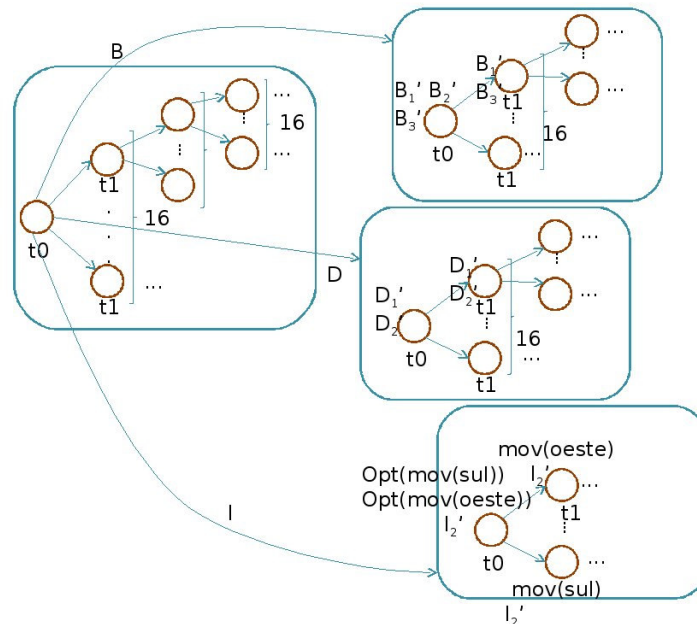 B
...
16
...
t1
16
t0
t1
...
B₁’ B₂’
B₃’
t0
B₁’
B₃’
t1
...
...
16
t1
...
D
D₁’
D₂’
t0
D₁’
D₂’
t1
...
...
16
t1
...
I
Opt(mov(sul))
Opt(mov(oeste))
I₂’
t0
mov(oeste)
I₂’
...
t1
...
mov(sul)
I₂’